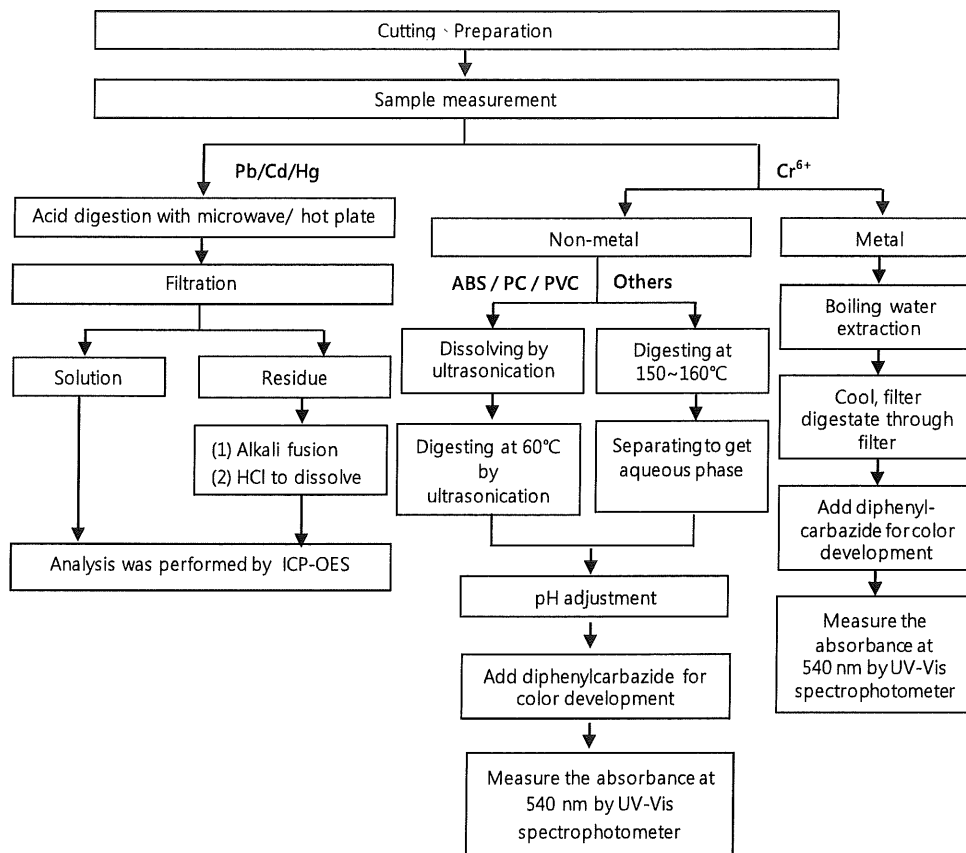 Cutting、Preparation
Sample measurement
Pb/Cd/Hg
Cr⁶⁺
Acid digestion with microwave/ hot plate
Filtration
Solution
Residue
(1) Alkali fusion
(2) HCl to dissolve
Analysis was performed by ICP-OES
Non-metal
ABS / PC / PVC
Others
Dissolving by
ultrasonication
Digesting at
150~160℃
Digesting at 60℃
by
ultrasonication
Separating to get
aqueous phase
pH adjustment
Add diphenylcarbazide for
color development
Measure the absorbance at
540 nm by UV-Vis
spectrophotometer
Metal
Boiling water
extraction
Cool, filter
digestate through
filter
Add diphenyl-
carbazide for color
development
Measure the
absorbance at
540 nm by UV-Vis
spectrophotometer